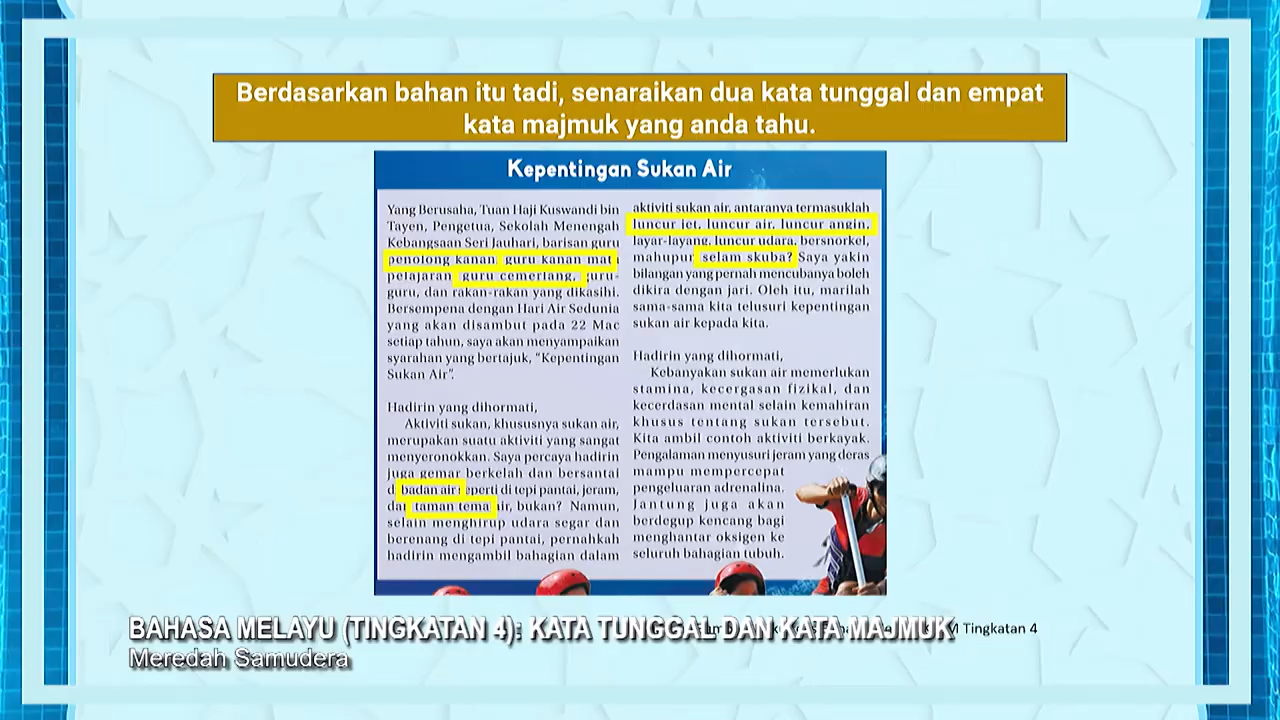 Berdasarkan bahan itu tadi, senaraikan dua kata tunggal dan empat
kata majmuk yang anda tahu.
Kepentingan Sukan Air
Yang Berusaha, Tuan Haji Kuswandi bin
Tayen, Pengetua, Sekolah Menengah
Kebangsaan Seri Jauhari, barisan guru
penolong kanan guru kanan mat
pelajaran guru cemerlang, guru-
guru, dan rakan-rakan yang dikasihi.
Bersempena dengan Hari Air Sedunia
yang akan disambut pada 22 Mac
setiap tahun, saya akan menyampaikan
syarahan yang bertajuk, “Kepentingan
Sukan Air”.
Hadirin yang dihormati,
Aktiviti sukan, khususnya sukan air,
merupakan suatu aktiviti yang sangat
menyeronokkan. Saya percaya hadirin
juga gemar berkelah dan bersantai
badan air seperti di tepi pantai, jeram,
dan taman tema air, bukan? Namun,
selain menghirup udara segar dan
berenang di tepi pantai, pernahkah
hadirin mengambil bahagian dalam
aktiviti sukan air, antaranya termasuklah
luncur jet, luncur air, luncur angin,
layar-layang, luncur udara, bersnorkel,
mahupun selam skuba? Saya yakin
bilangan yang pernah mencubanya boleh
dikira dengan jari. Oleh itu, marilah
sama-sama kita telusuri kepentingan
sukan air kepada kita.
Hadirin yang dihormati,
Kebanyakan sukan air memerlukan
stamina, kecergasan fizikal, dan
kecerdasan mental selain kemahiran
khusus tentang sukan tersebut.
Kita ambil contoh aktiviti berkayak.
Pengalaman menyusuri jeram yang deras
mampu mempercepat
pengeluaran adrenalina.
Jantung juga akan
berdegup kencang bagi
menghantar oksigen ke
seluruh bahagian tubuh.
BAHASA MELAYU (TINGKATAN 4): KATA TUNGGAL DAN KATA MAJMUK
M Tingkatan 4
Meredah Samudera